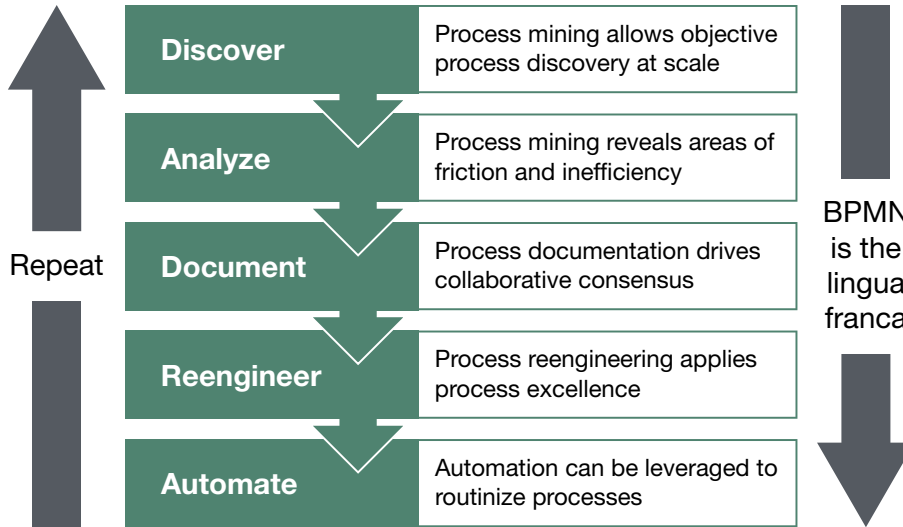 Discover
Process mining allows objective
process discovery at scale
Analyze
Process mining reveals areas of
friction and inefficiency
Repeat
Document
Process documentation drives
collaborative consensus
BPMN
is the
lingua
franca
Reengineer
Process reengineering applies
process excellence
Automate
Automation can be leveraged to
routinize processes